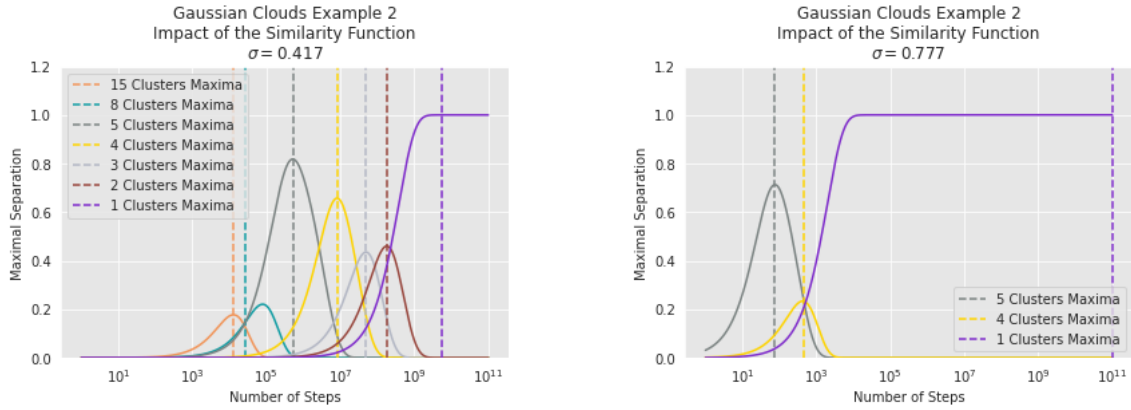 Gaussian Clouds Example 2
Impact of the Similarity Function
σ = 0.417
Maximal Separation
1.2
1.0
0.8
0.6
0.4
0.2
0.0
15 Clusters Maxima
8 Clusters Maxima
5 Clusters Maxima
4 Clusters Maxima
3 Clusters Maxima
2 Clusters Maxima
1 Clusters Maxima
10¹ 10³ 10⁵ 10⁷ 10⁹ 10¹¹
Number of Steps
Gaussian Clouds Example 2
Impact of the Similarity Function
σ = 0.777
Maximal Separation
1.2
1.0
0.8
0.6
0.4
0.2
0.0
5 Clusters Maxima
4 Clusters Maxima
1 Clusters Maxima
10¹ 10³ 10⁵ 10⁷ 10⁹ 10¹¹
Number of Steps